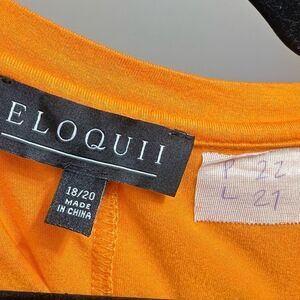 ELOQUII
18/20
MADE
IN CHINA
P 22
L 21